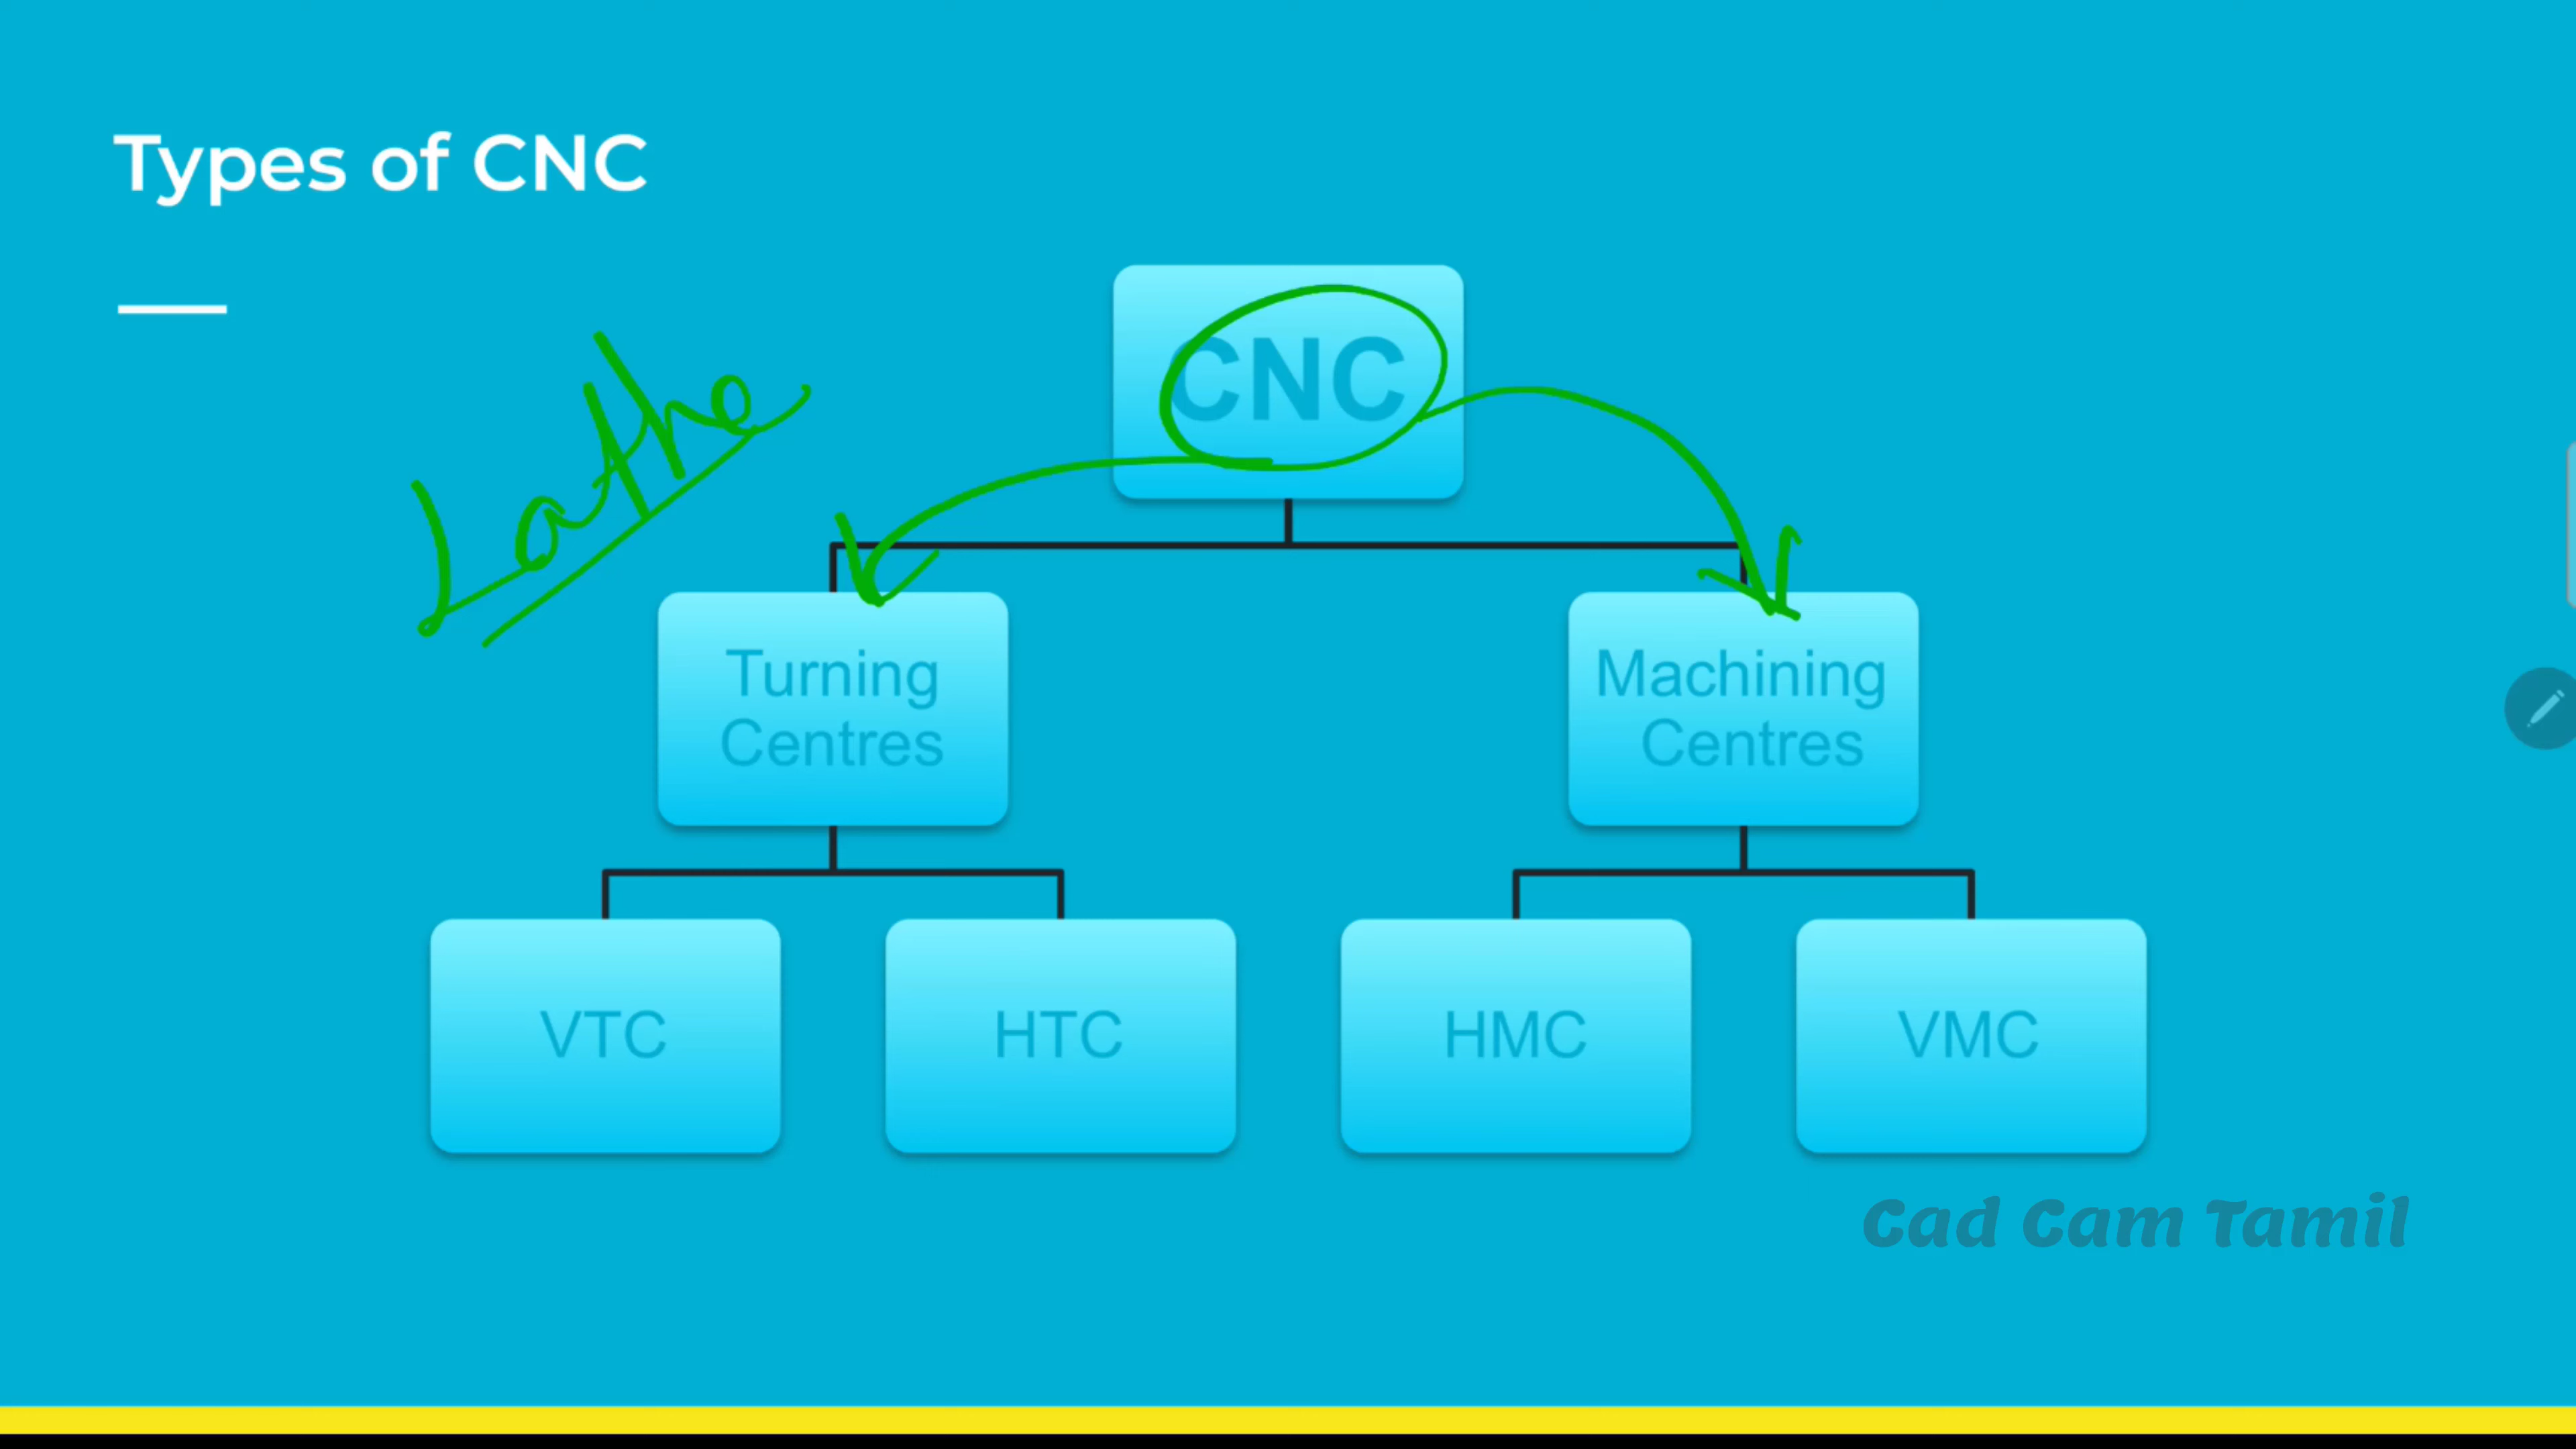 Types of CNC
CNC
Lathe
Turning
Centres
Machining
Centres
VTC
HTC
HMC
VMC
Cad Cam Tamil